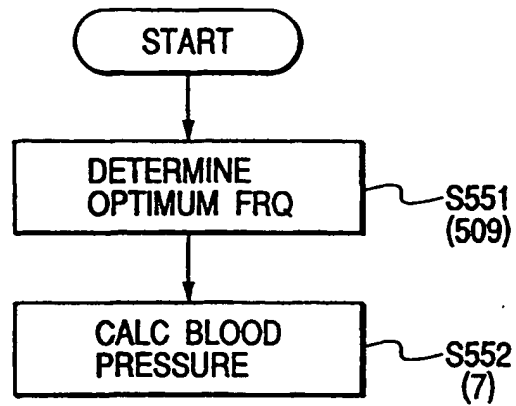 START
DETERMINE
OPTIMUM FRQ
S551
(509)
CALC BLOOD
PRESSURE
S552
(7)